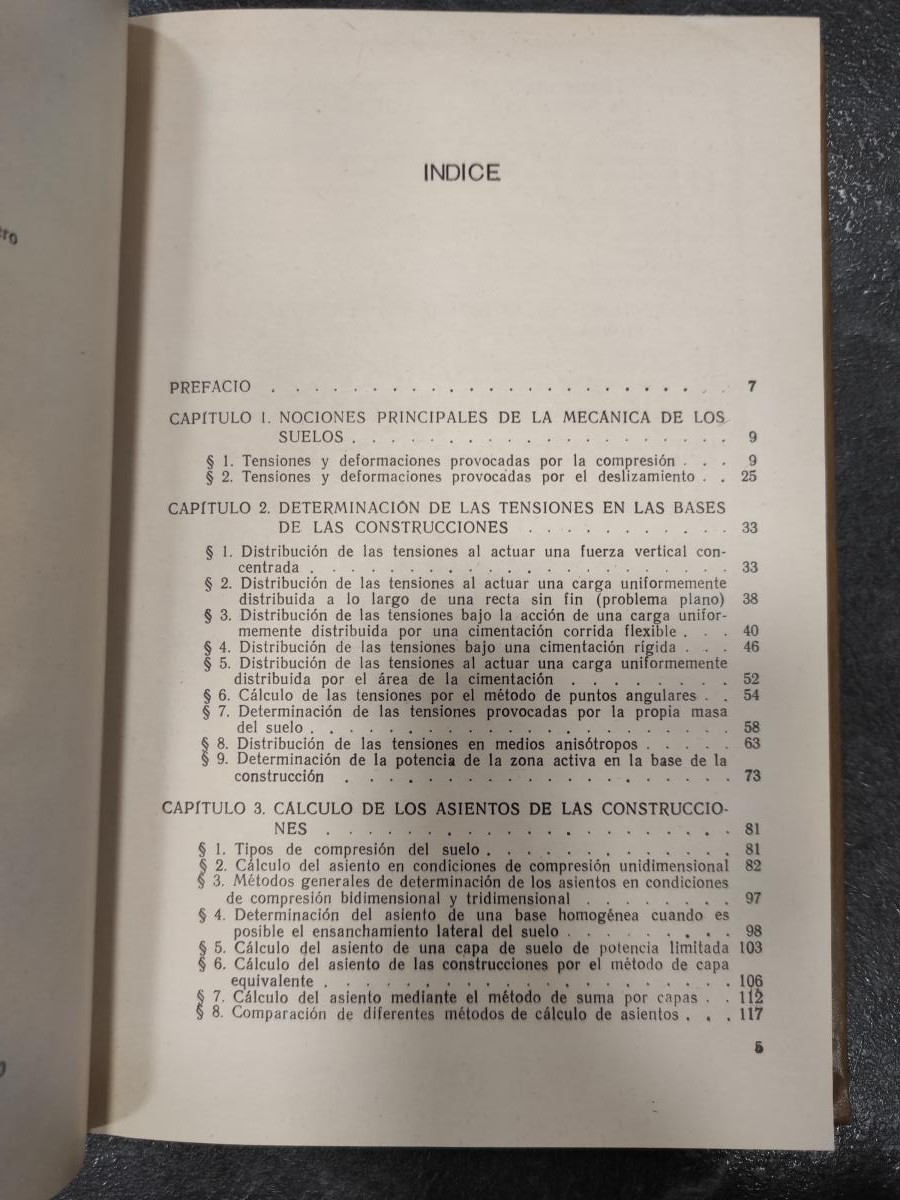 INDICE
PREFACIO . . . . . . . . . . . . . . . . . . . 7
CAPÍTULO 1. NOCIONES PRINCIPALES DE LA MECANICA DE LOS
SUELOS . . . . . . . . . . . . . . . . . . . 9
§ 1. Tensiones y deformaciones provocadas por la compresión . . . 9
§ 2. Tensiones y deformaciones provocadas por el deslizamiento . . 25
CAPÍTULO 2. DETERMINACIÓN DE LAS TENSIONES EN LAS BASES
DE LAS CONSTRUCCIONES . . . . . . . . . . . 33
§ 1. Distribución de las tensiones al actuar una fuerza vertical con-
centrada . . . . . . . . . . . . . . . . . . 33
§ 2. Distribución de las tensiones al actuar una carga uniformemente
distribuida a lo largo de una recta sin fin (problema plano) 38
§ 3. Distribución de las tensiones bajo la acción de una carga unifor-
memente distribuida por una cimentación corrida flexible . . . 40
§ 4. Distribución de las tensiones bajo una cimentación rígida . . . 46
§ 5. Distribución de las tensiones al actuar una carga uniformemente
distribuida por el área de la cimentación . . . . . . . . 52
§ 6. Cálculo de las tensiones por el método de puntos angulares . . 54
§ 7. Determinación de las tensiones provocadas por la propia masa
del suelo . . . . . . . . . . . . . . . . . . 58
§ 8. Distribución de las tensiones en medios anisótropos . . . . . 63
§ 9. Determinación de la potencia de la zona activa en la base de la
construcción . . . . . . . . . . . . . . . . 73
CAPÍTULO 3. CÁLCULO DE LOS ASIENTOS DE LAS CONSTRUCCIO-
NES . . . . . . . . . . . . . . . . . . . . 81
§ 1. Tipos de compresión del suelo . . . . . . . . . . . . 81
§ 2. Cálculo del asiento en condiciones de compresión unidimensional 82
§ 3. Métodos generales de determinación de los asientos en condiciones
de compresión bidimensional y tridimensional . . . . . . . 97
§ 4. Determinación del asiento de una base homogénea cuando es
posible el ensanchamiento lateral del suelo . . . . . . . . 98
§ 5. Cálculo del asiento de una capa de suelo de potencia limitada 103
§ 6. Cálculo del asiento de las construcciones por el método de capa
equivalente . . . . . . . . . . . . . . . . . 106
§ 7. Cálculo del asiento mediante el método de suma por capas . . 112
§ 8. Comparación de diferentes métodos de cálculo de asientos . . . 117
5